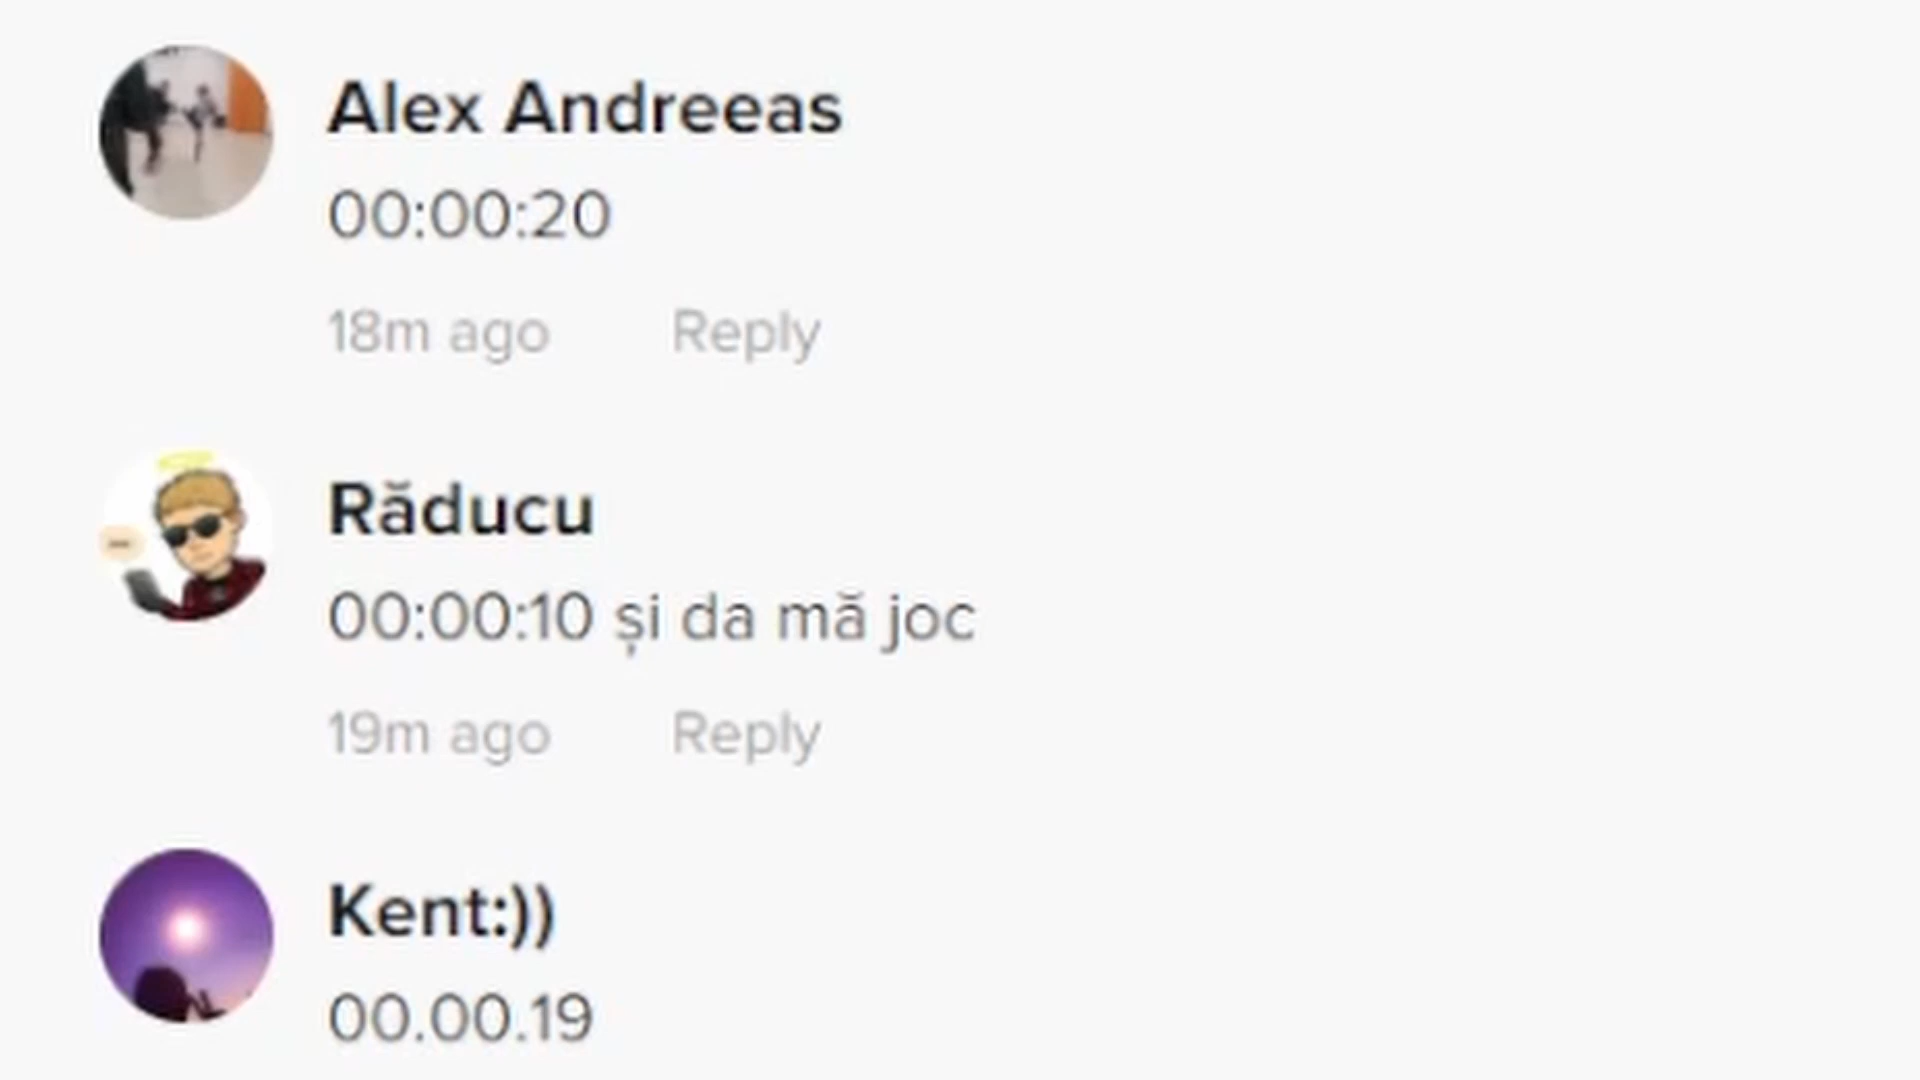 Alex Andreeas
00:00:20
18m ago Reply
Răducu
00:00:10 și da mă joc
19m ago Reply
Kent:))
00.00.19